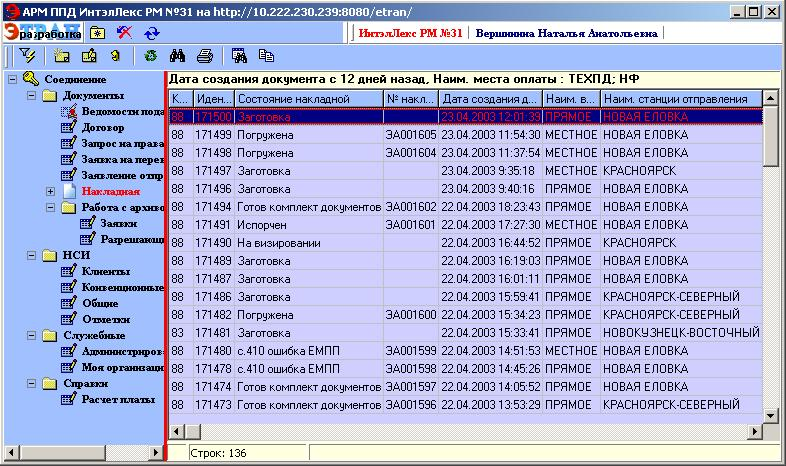 АРМ ППД ИнтэлЛекс РМ №31 на http://10.222.230.239:8080/etran/
ЭТРАН
разработка
ИнтэлЛекс РМ №31 | Вершинина Наталья Анатольевна
Соединение
Документы
Ведомости пода
Договор
Запрос на права
Заявка на перев
Заявление отпр
Накладная
Работа с архиво
Заявки
Разрешающ
НСИ
Клиенты
Конвенционные
Общие
Отметки
Служебные
Администриров
Моя организаци
Справки
Расчет платы
Дата создания документа с 12 дней назад, Наим. места оплаты : ТЕХПД; НФ
К... Иден... Состояние накладной № накл... Дата создания д... Наим. в... Наим. станции отправления
88 171500 Заготовка 23.04.2003 12:01:39 ПРЯМОЕ НОВАЯ ЕЛОВКА
88 171499 Погружена ЭА001605 23.04.2003 11:54:30 МЕСТНОЕ НОВАЯ ЕЛОВКА
88 171498 Погружена ЭА001604 23.04.2003 11:37:54 МЕСТНОЕ НОВАЯ ЕЛОВКА
88 171497 Заготовка 23.04.2003 9:35:18 МЕСТНОЕ КРАСНОЯРСК
88 171496 Заготовка 23.04.2003 9:40:16 ПРЯМОЕ НОВАЯ ЕЛОВКА
88 171494 Готов комплект документов ЭА001602 22.04.2003 18:23:43 ПРЯМОЕ НОВАЯ ЕЛОВКА
88 171491 Испорчен ЭА001601 22.04.2003 17:27:30 МЕСТНОЕ НОВАЯ ЕЛОВКА
88 171490 На визировании 22.04.2003 16:44:52 ПРЯМОЕ КРАСНОЯРСК
88 171489 Заготовка 22.04.2003 16:19:03 ПРЯМОЕ НОВАЯ ЕЛОВКА
88 171487 Заготовка 22.04.2003 16:01:11 ПРЯМОЕ НОВАЯ ЕЛОВКА
88 171486 Заготовка 22.04.2003 15:59:41 ПРЯМОЕ КРАСНОЯРСК-СЕВЕРНЫЙ
88 171482 Погружена ЭА001600 22.04.2003 15:34:23 ПРЯМОЕ КРАСНОЯРСК-СЕВЕРНЫЙ
83 171481 Заготовка 22.04.2003 15:33:41 ПРЯМОЕ НОВОКУЗНЕЦК-ВОСТОЧНЫЙ
88 171480 с.410 ошибка ЕМПП ЭА001599 22.04.2003 14:51:53 МЕСТНОЕ НОВАЯ ЕЛОВКА
88 171478 с.410 ошибка ЕМПП ЭА001598 22.04.2003 14:45:26 ПРЯМОЕ НОВАЯ ЕЛОВКА
88 171474 Готов комплект документов ЭА001597 22.04.2003 14:05:52 ПРЯМОЕ НОВАЯ ЕЛОВКА
88 171473 Готов комплект документов ЭА001596 22.04.2003 13:53:29 ПРЯМОЕ КРАСНОЯРСК-СЕВЕРНЫЙ
Строк: 136